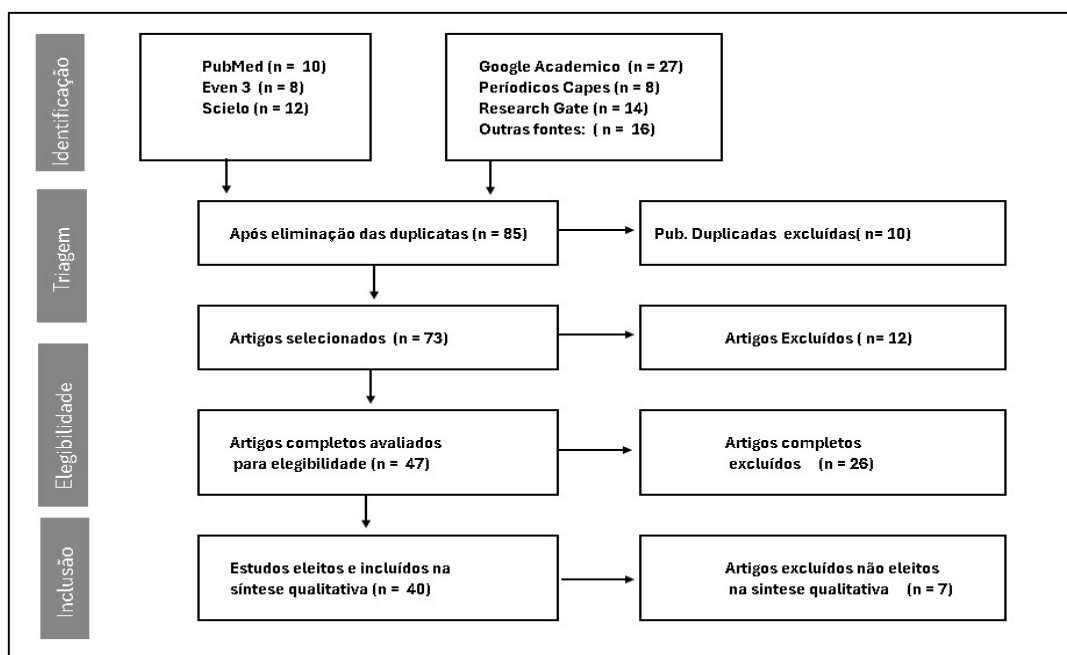 Identificação
PubMed (n = 10)
Even 3 (n = 8)
Scielo (n = 12)
Google Academico (n = 27)
Períodicos Capes (n = 8)
Research Gate (n = 14)
Outras fontes: ( n = 16)
Triagem
Após eliminação das duplicatas (n = 85)
Pub. Duplicadas excluídas( n= 10)
Artigos selecionados (n = 73)
Artigos Excluídos ( n= 12)
Elegibilidade
Artigos completos avaliados
para elegibilidade (n = 47)
Artigos completos
excluídos (n = 26)
Inclusão
Estudos eleitos e incluídos na
síntese qualitativa (n = 40)
Artigos excluídos não eleitos
na síntese qualitativa (n = 7)